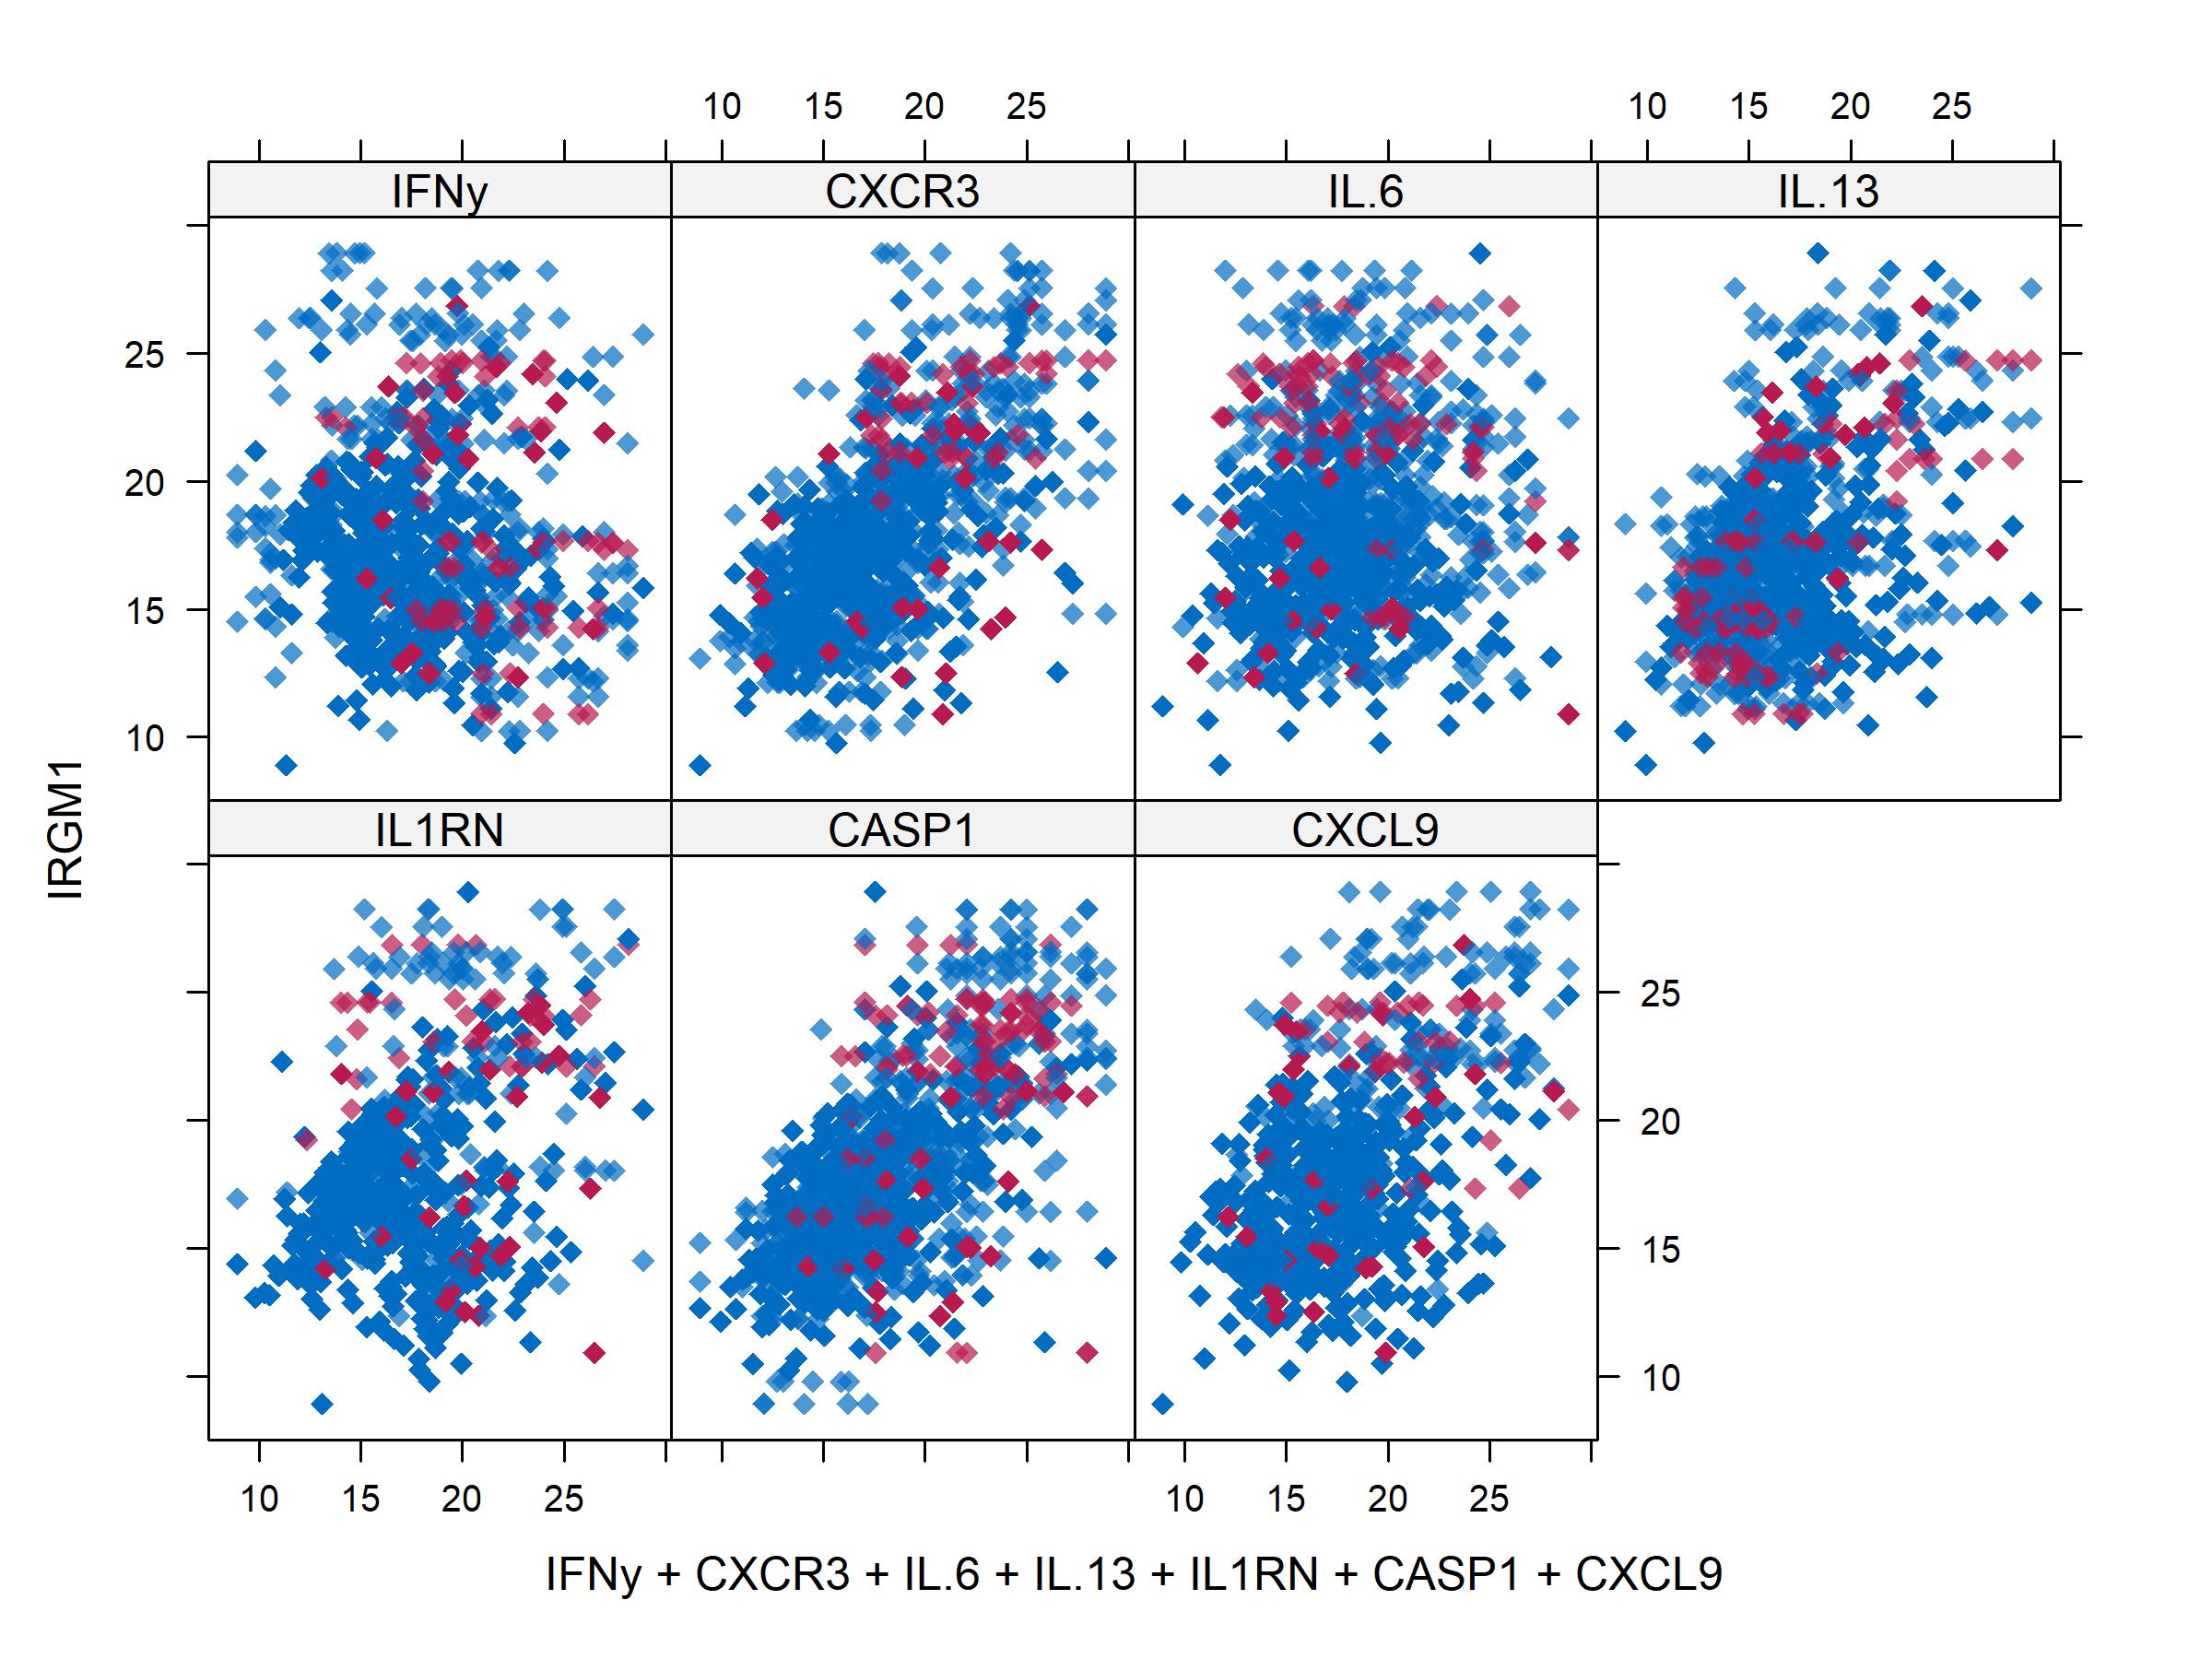 10 15 20 25 10 15 20 25
IFNy CXCR3 IL.6 IL.13
25
20
15
10
IRGM1
IL1RN CASP1 CXCL9
25
20
15
10
10 15 20 25 10 15 20 25
IFNy + CXCR3 + IL.6 + IL.13 + IL1RN + CASP1 + CXCL9